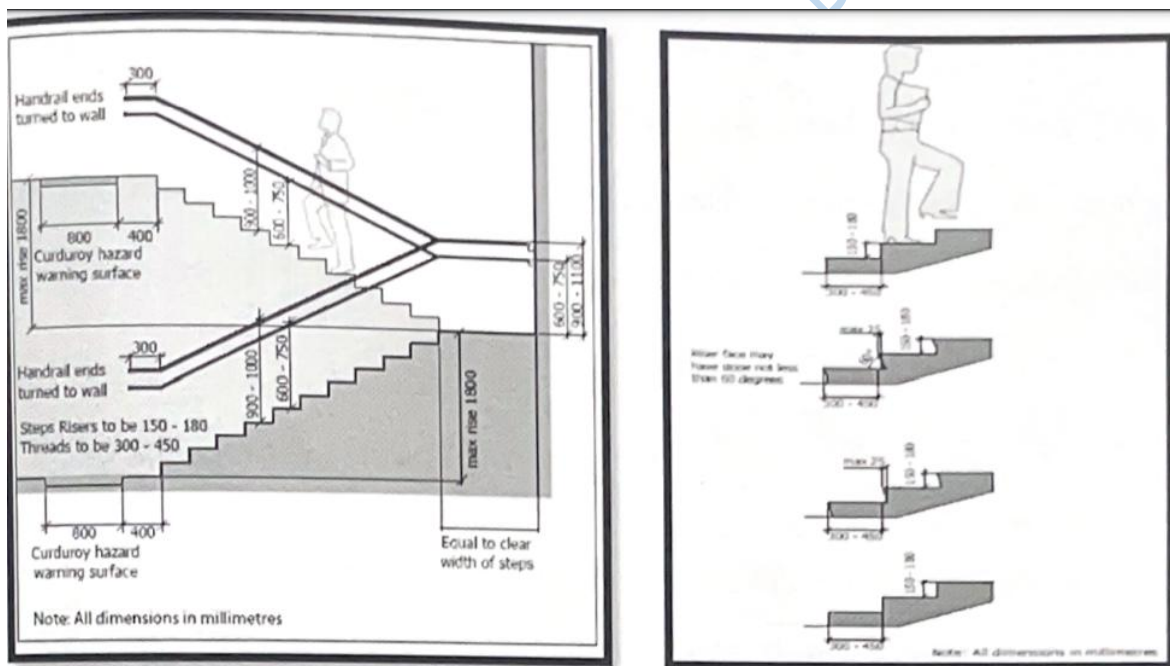 300
Handrail ends
turned to wall
900 - 1000
600 - 750
800
400
Curduroy hazard
warning surface
max rise 1800
600 - 750
900 - 1100
300
Handrail ends
turned to wall
900 - 1000
600 - 750
Steps Risers to be 150 - 180
Threads to be 300 - 450
max rise 1800
800
400
Curduroy hazard
warning surface
Equal to clear
width of steps
Note: All dimensions in millimetres
150 - 180
300 - 450
max 25
150 - 180
Riser face may
have slope not less
than 60 degrees
300 - 450
max 25
150 - 180
300 - 450
150 - 180
300 - 450
Note: All dimensions in millimetres